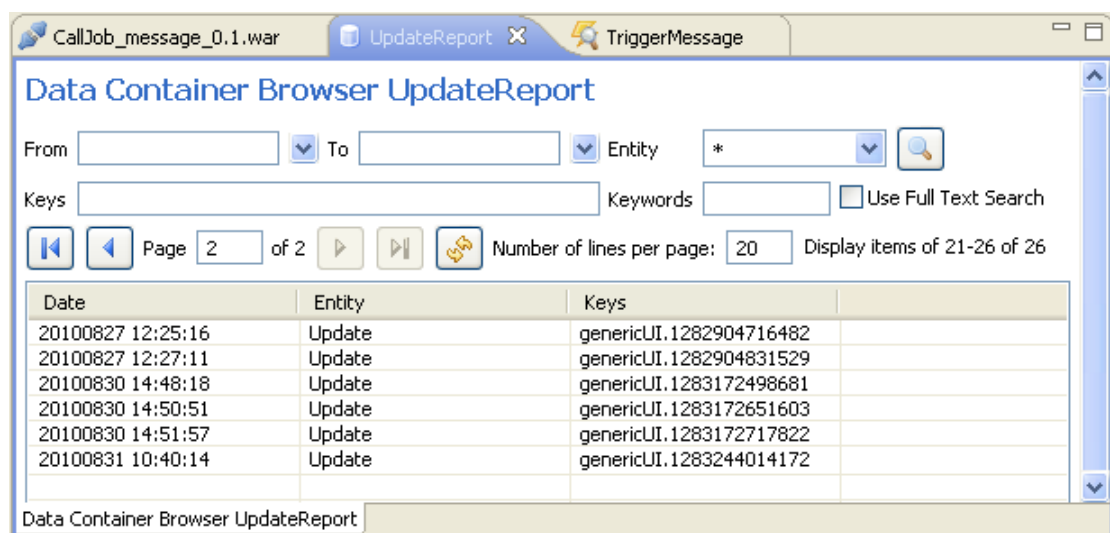 CallJob_message_0.1.war UpdateReport TriggerMessage
Data Container Browser UpdateReport
From To Entity *
Keys Keywords Use Full Text Search
Page 2 of 2 Number of lines per page: 20 Display items of 21-26 of 26
Date Entity Keys
20100827 12:25:16 Update genericUI.1282904716482
20100827 12:27:11 Update genericUI.1282904831529
20100830 14:48:18 Update genericUI.1283172498681
20100830 14:50:51 Update genericUI.1283172651603
20100830 14:51:57 Update genericUI.1283172717822
20100831 10:40:14 Update genericUI.1283244014172
Data Container Browser UpdateReport